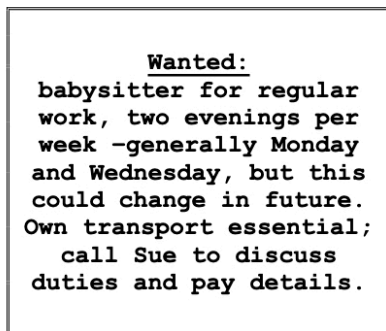 Wanted:
babysitter for regular
work, two evenings per
week –generally Monday
and Wednesday, but this
could change in future.
Own transport essential;
call Sue to discuss
duties and pay details.